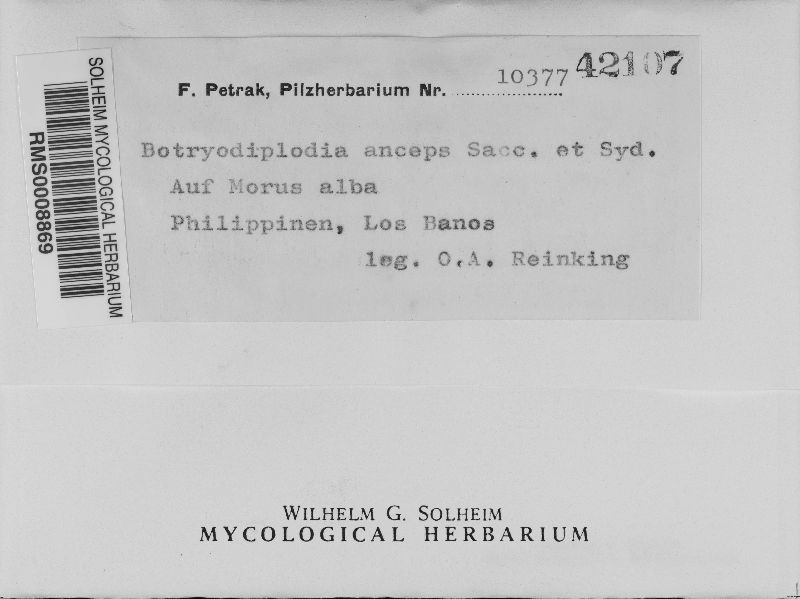 SOLHEIM MYCOLOGICAL HERBARIUM
RMS0008869
F. Petrak, Pilzherbarium Nr. 10377 42107
Botryodiplodia anceps Sacc. et Syd.
Auf Morus alba
Philippinen, Los Banos
leg. O.A. Reinking
WILHELM G. SOLHEIM
MYCOLOGICAL HERBARIUM